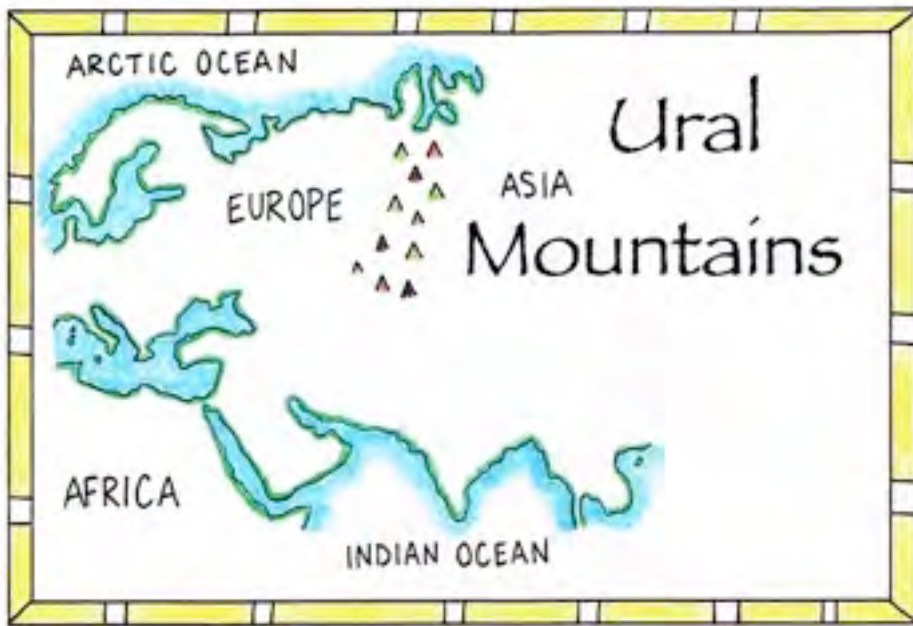 ARCTIC OCEAN
Ural
Mountains
EUROPE
ASIA
AFRICA
INDIAN OCEAN